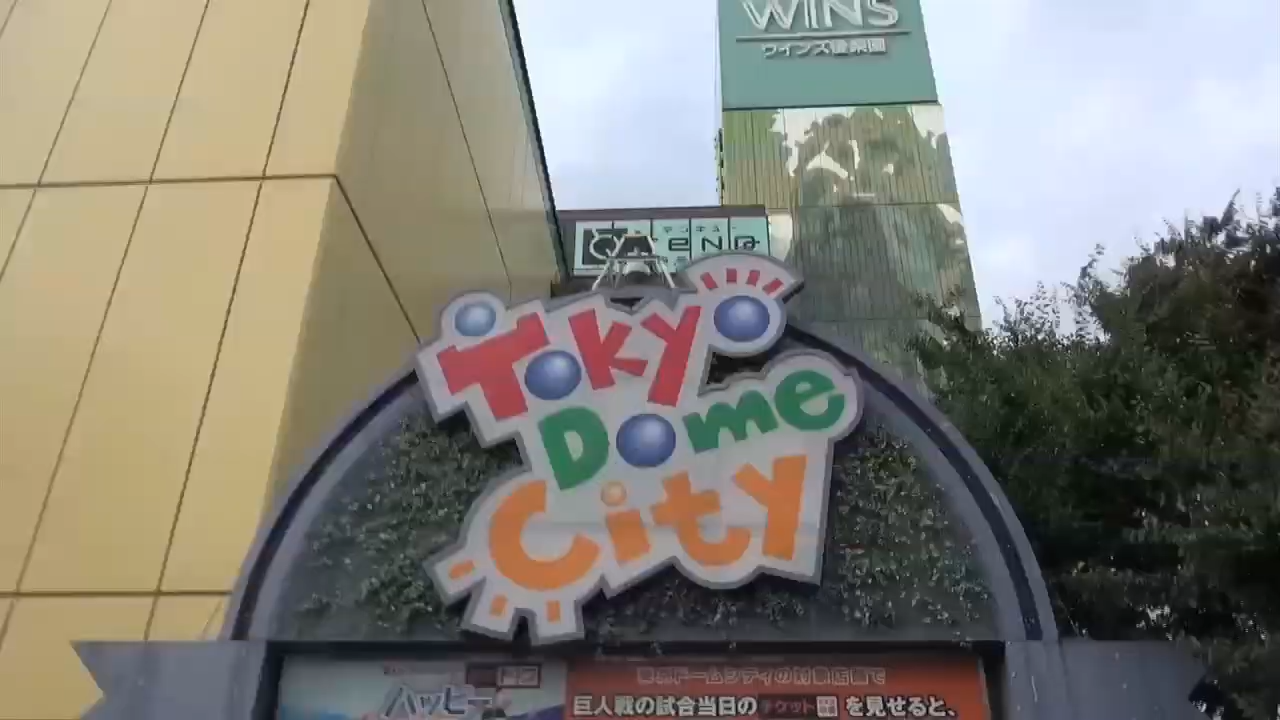 WINS
ウインズ後楽園
Tokyo
Dome
City
ハッピー
東京ドームシティの対象店舗で
巨人戦の試合当日のチケット を見せると、